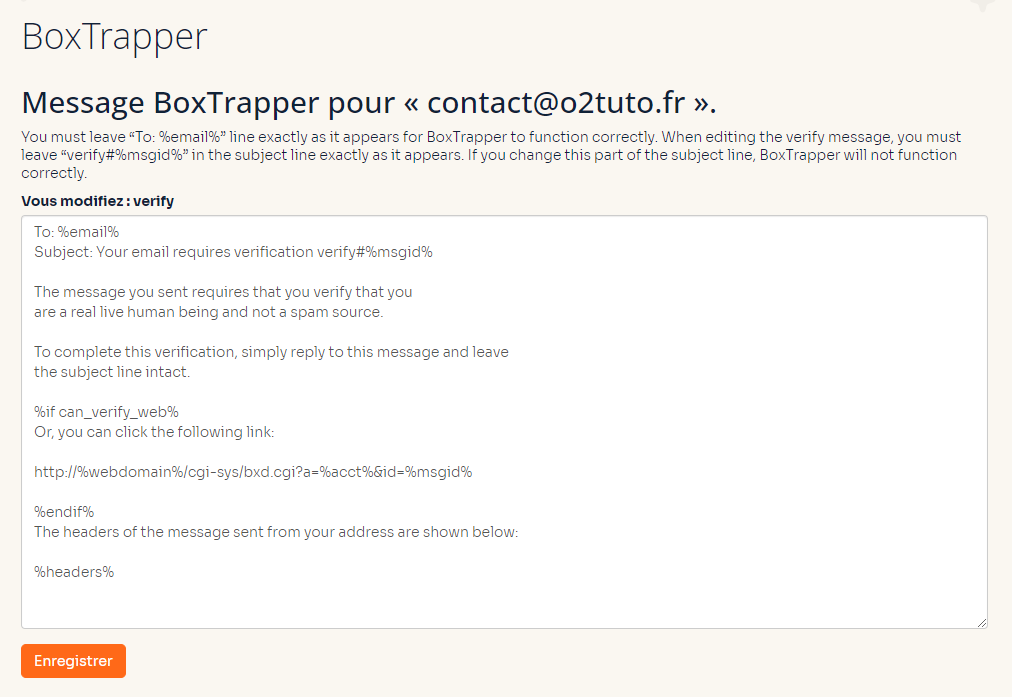 BoxTrapper
Message BoxTrapper pour « contact@o2tuto.fr ».
You must leave “To: %email%” line exactly as it appears for BoxTrapper to function correctly. When editing the verify message, you must
leave “verify#%msgid%” in the subject line exactly as it appears. If you change this part of the subject line, BoxTrapper will not function
correctly.
Vous modifiez : verify
To: %email%
Subject: Your email requires verification verify#%msgid%
The message you sent requires that you verify that you
are a real live human being and not a spam source.
To complete this verification, simply reply to this message and leave
the subject line intact.
%if can_verify_web%
Or, you can click the following link:
http://%webdomain%/cgi-sys/bxd.cgi?a=%acct%&id=%msgid%
%endif%
The headers of the message sent from your address are shown below:
%headers%
Enregistrer